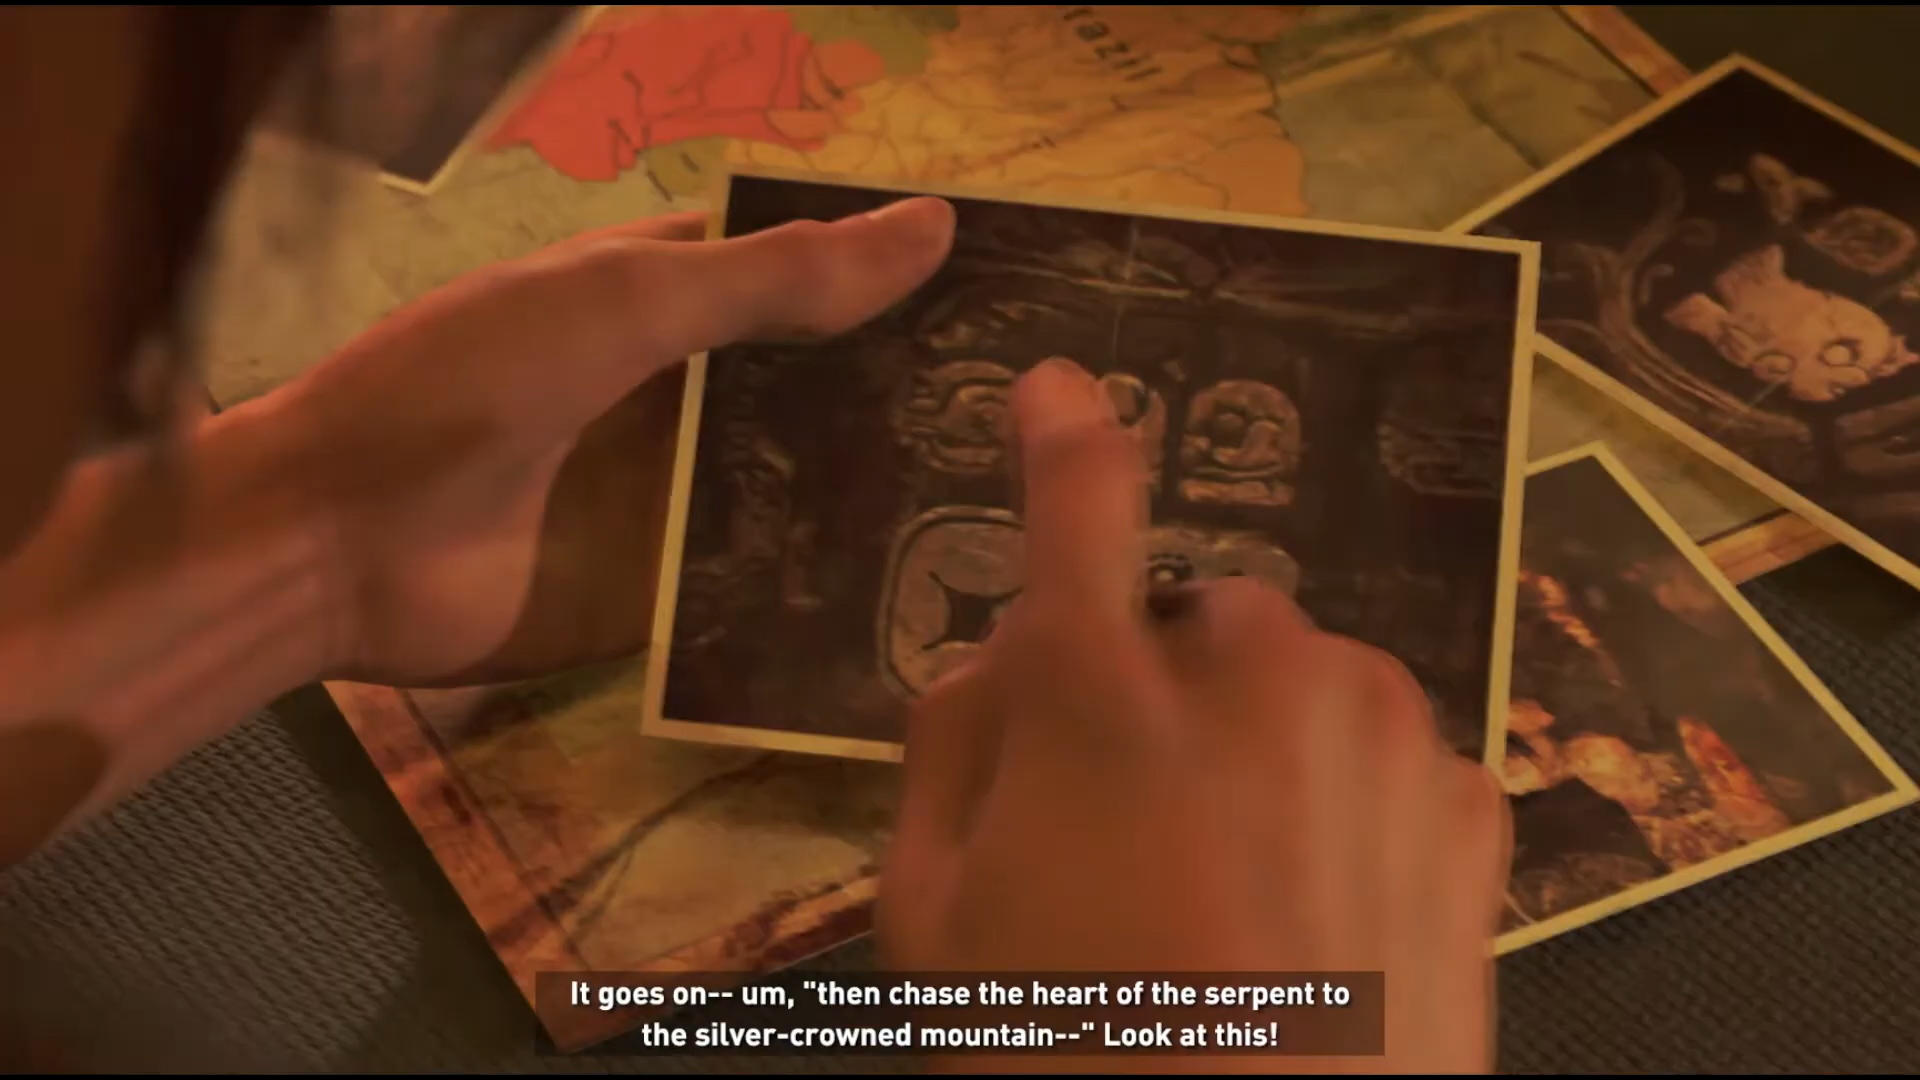 razil
It goes on-- um, "then chase the heart of the serpent to
the silver-crowned mountain--" Look at this!